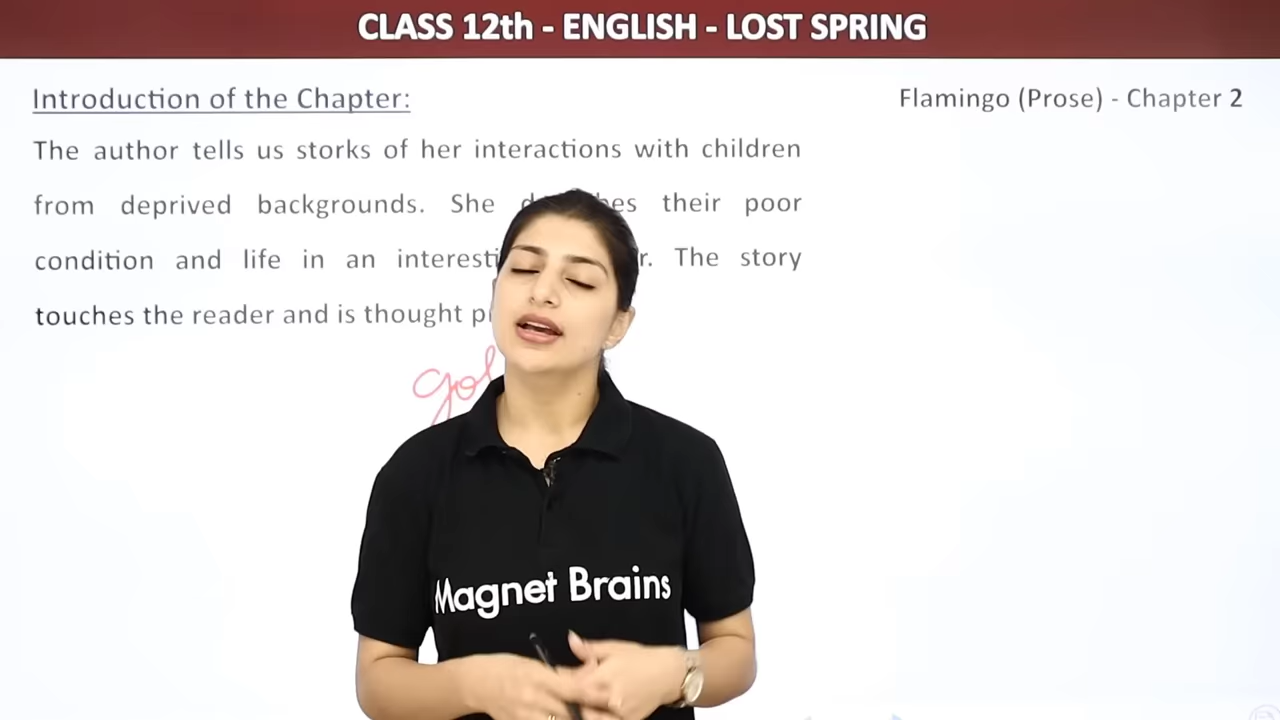 CLASS 12th - ENGLISH - LOST SPRING
Introduction of the Chapter:
Flamingo (Prose) - Chapter 2
The author tells us storks of her interactions with children
from deprived backgrounds. She their poor
condition and life in an The story
touches the reader and is thought
Magnet Brains